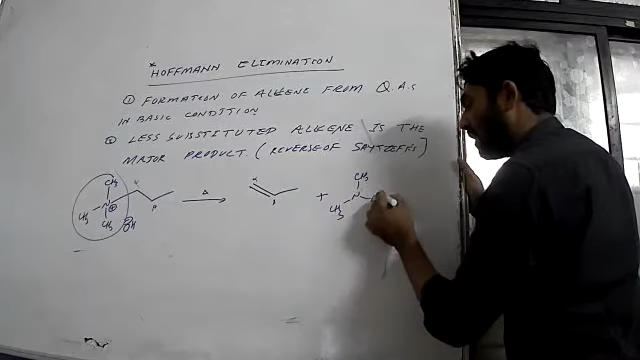 * HOFFMANN ELIMINATION
① FORMATION OF ALKENE FROM Q.A.S
IN BASIC CONDITION
② LESS SUBSTITUTED ALKENE IS THE
MAJOR PRODUCT. (REVERSE OF SAYTZEFFS)
CH₃ CH₃ N ⊕ CH₃ OH α β Δ → α β + CH₃ N CH₃